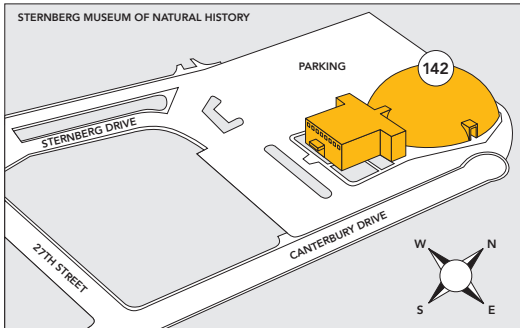 STERNBERG MUSEUM OF NATURAL HISTORY
PARKING
142
STERNBERG DRIVE
27TH STREET
CANTERBURY DRIVE
W
N
S
E